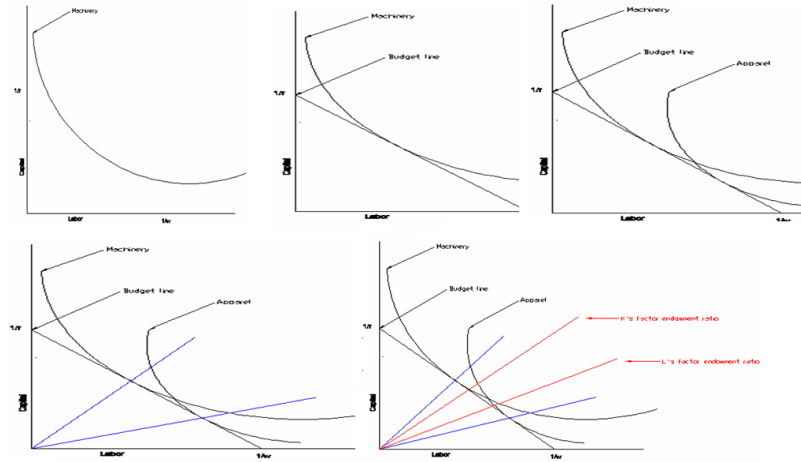 Machinery
1/r
Capital
Labor
1/w
Machinery
Budget line
1/r
Capital
Labor
1/w
Machinery
Budget line
Apparel
1/r
Capital
Labor
1/w
Machinery
Budget line
Apparel
1/r
Capital
Labor
1/w
Machinery
Budget line
Apparel
K's factor endowment ratio
L's factor endowment ratio
1/r
Capital
Labor
1/w